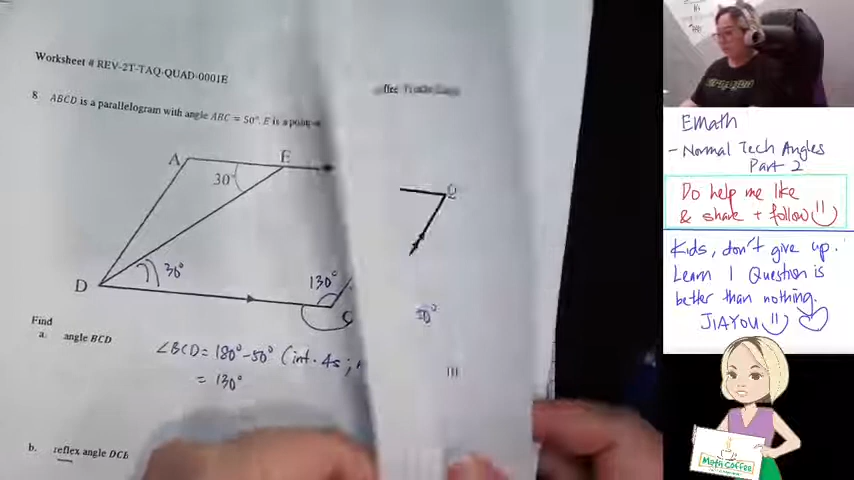 Worksheet # REV-2T-TAQ-QUAD-0001E
8 ABCD is a parallelogram with angle ABC = 50°. E is a point
A
E
30°
D
30°
130°
C
Find
a. angle BCD
∠BCD = 180° - 50° (int. ∠s;
= 130°
b. reflex angle DCB
50°
EMath
- Normal Tech Angles
Part 2
Do help me like
& share + follow
Kids, don't give up.
Learn 1 Question is
better than nothing.
JIAYOU
Math Coffee